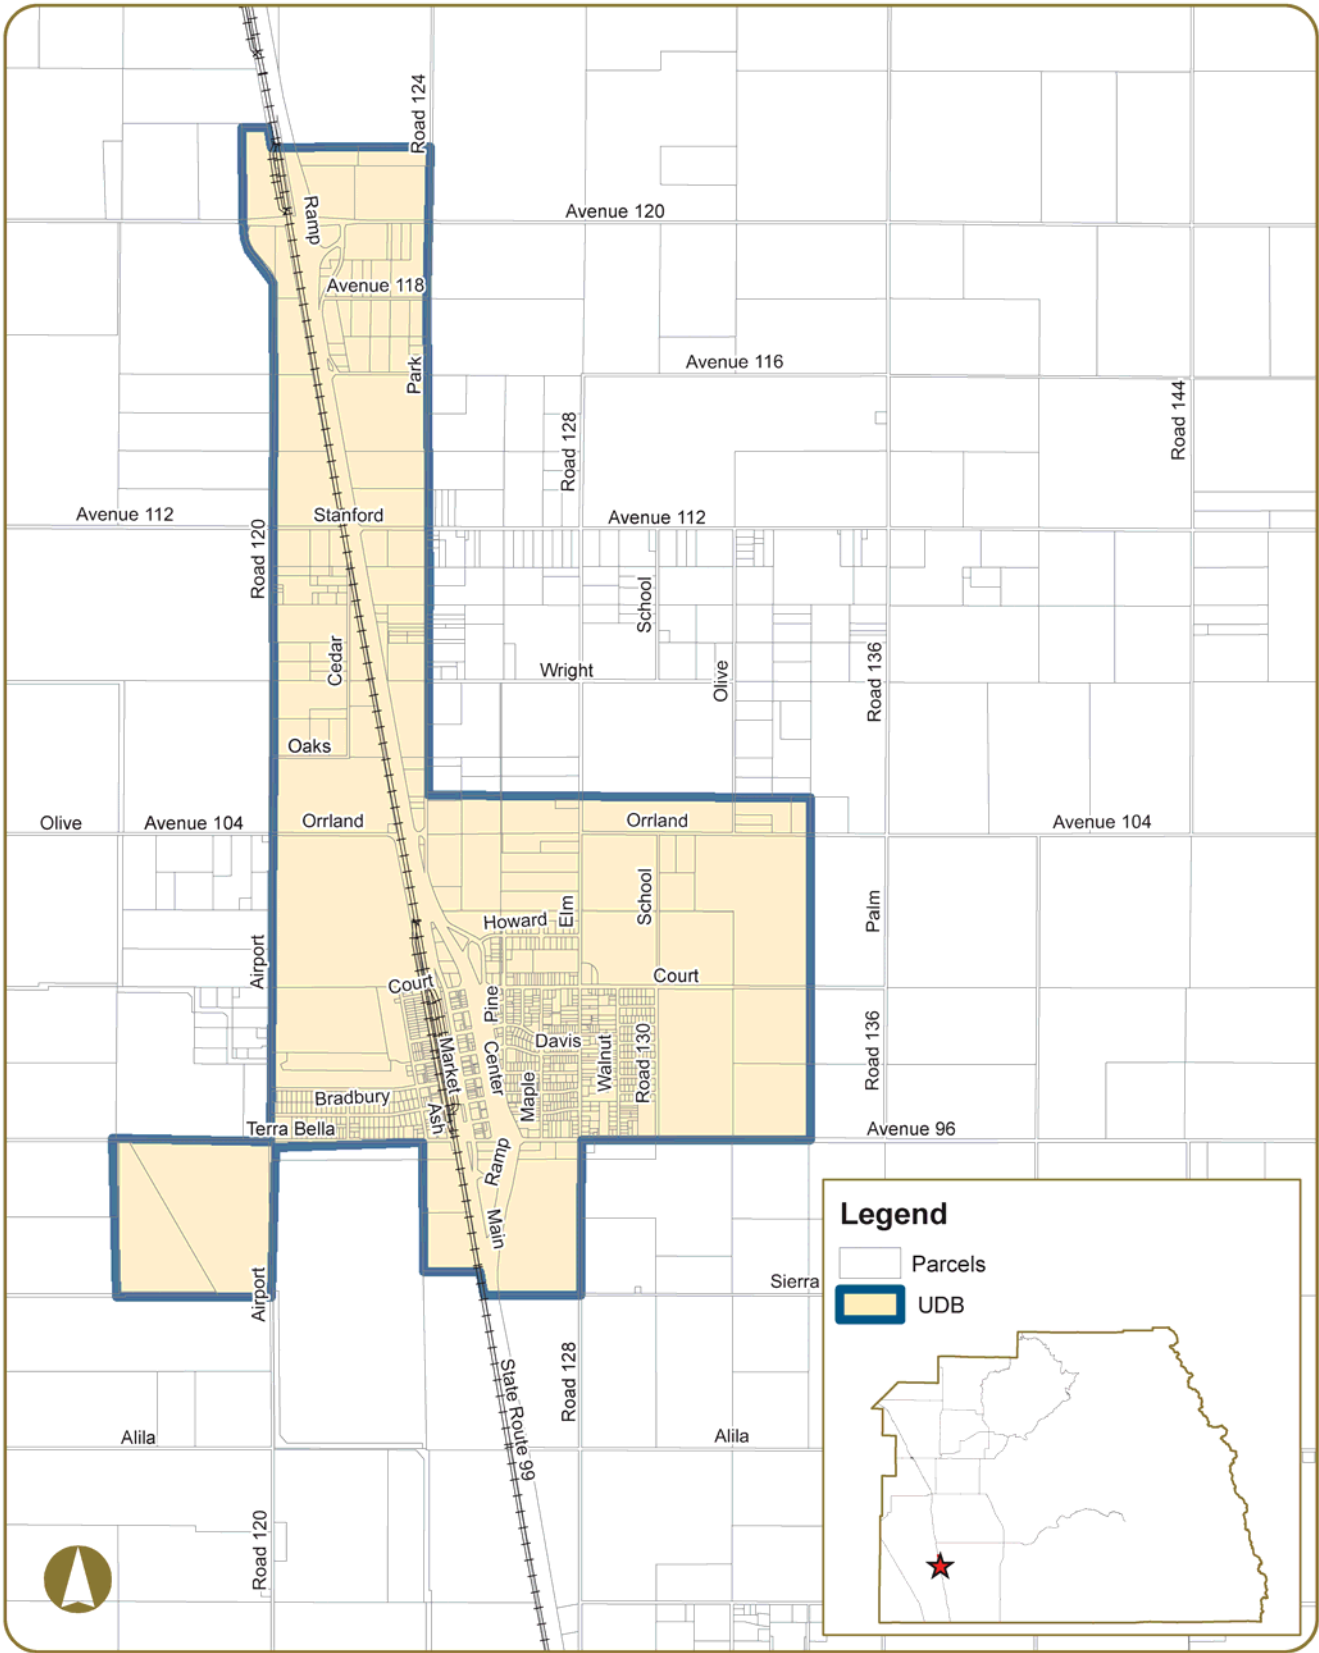 Road 124
Ramp
Avenue 120
Avenue 118
Avenue 116
Park
Road 144
Road 128
Avenue 112
Stanford
Avenue 112
Road 120
School
Cedar
Wright
Olive
Road 136
Oaks
Olive
Avenue 104
Orrland
Orrland
Avenue 104
School
Elm
Palm
Howard
Airport
Court
Court
Pine
Road 136
Market
Center
Davis
Walnut
Road 130
Maple
Bradbury
Ash
Terra Bella
Avenue 96
Ramp
Main
Airport
Sierra
Legend
Parcels
UDB
State Route 99
Road 128
Alila
Alila
Road 120